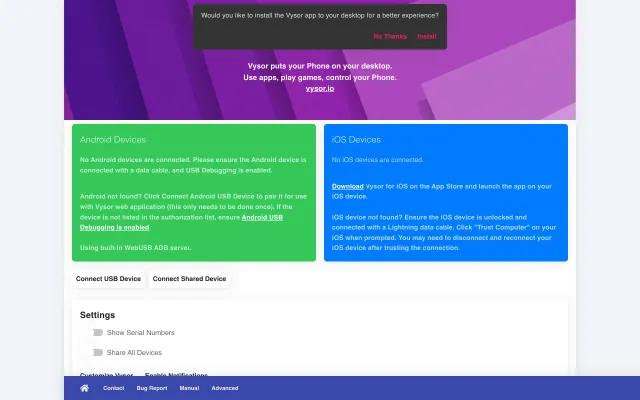 Would you like to install the Vysor app to your desktop for a better experience?
No Thanks Install
Vysor puts your Phone on your desktop.
Use apps, play games, control your Phone.
vysor.io
Android Devices
No Android devices are connected. Please ensure the Android device is
connected with a data cable, and USB Debugging is enabled.
Android not found? Click Connect Android USB Device to pair it for use
with Vysor web application (this only needs to be done once). If the
device is not listed in the authorization list, ensure Android USB
Debugging is enabled.
Using built-in WebUSB ADB server.
iOS Devices
No iOS devices are connected.
Download Vysor for iOS on the App Store and launch the app on your
iOS device.
iOS device not found? Ensure the iOS device is unlocked and
connected with a Lightning data cable. Click "Trust Computer" on your
iOS when prompted. You may need to disconnect and reconnect your
iOS device after trusting the connection.
Connect USB Device Connect Shared Device
Settings
Show Serial Numbers
Share All Devices
Customize Vysor Enable Notifications
Contact Bug Report Manual Advanced